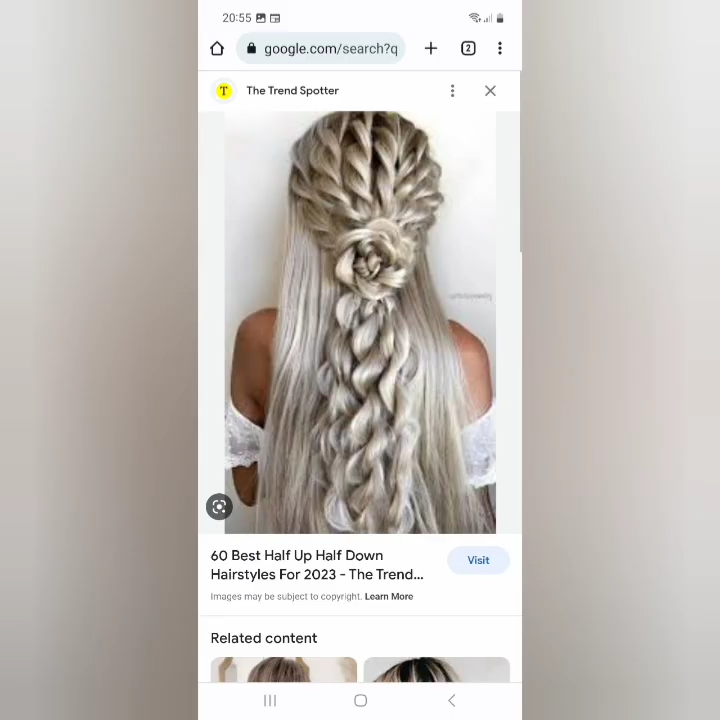 20:55
google.com/search?q
2
T
The Trend Spotter
60 Best Half Up Half Down
Hairstyles For 2023 - The Trend...
Visit
Images may be subject to copyright. Learn More
Related content